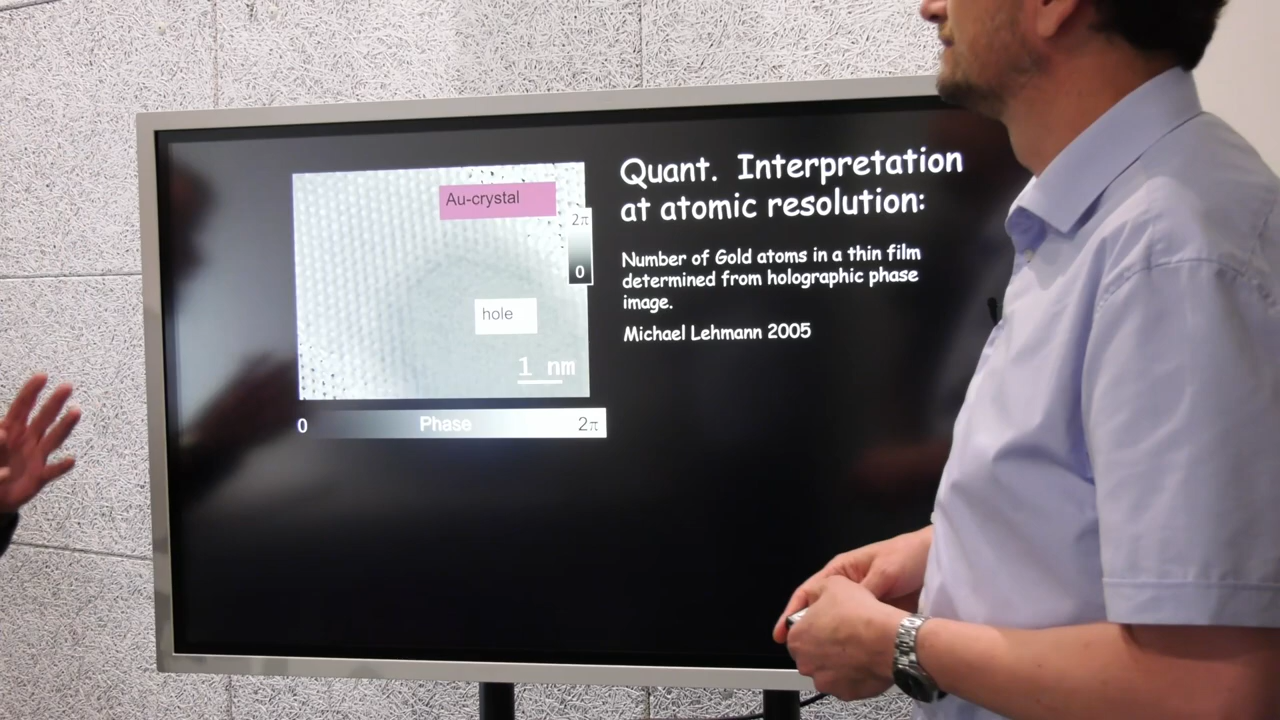 Au-crystal
2π
0
hole
1 nm
0 Phase 2π
Quant. Interpretation
at atomic resolution:
Number of Gold atoms in a thin film
determined from holographic phase
image.
Michael Lehmann 2005